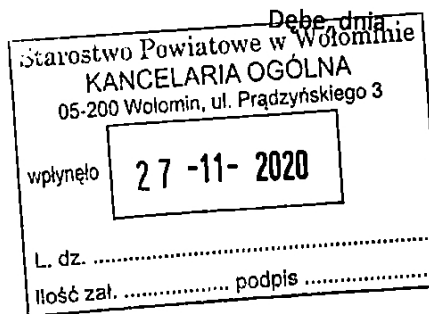 Dębe, dnia
Starostwo Powiatowe w Wołominie
KANCELARIA OGÓLNA
05-200 Wołomin, ul. Prądzyńskiego 3
wpłynęło 27 -11- 2020
L. dz. ..........................................................
Ilość zał. ................. podpis ....................